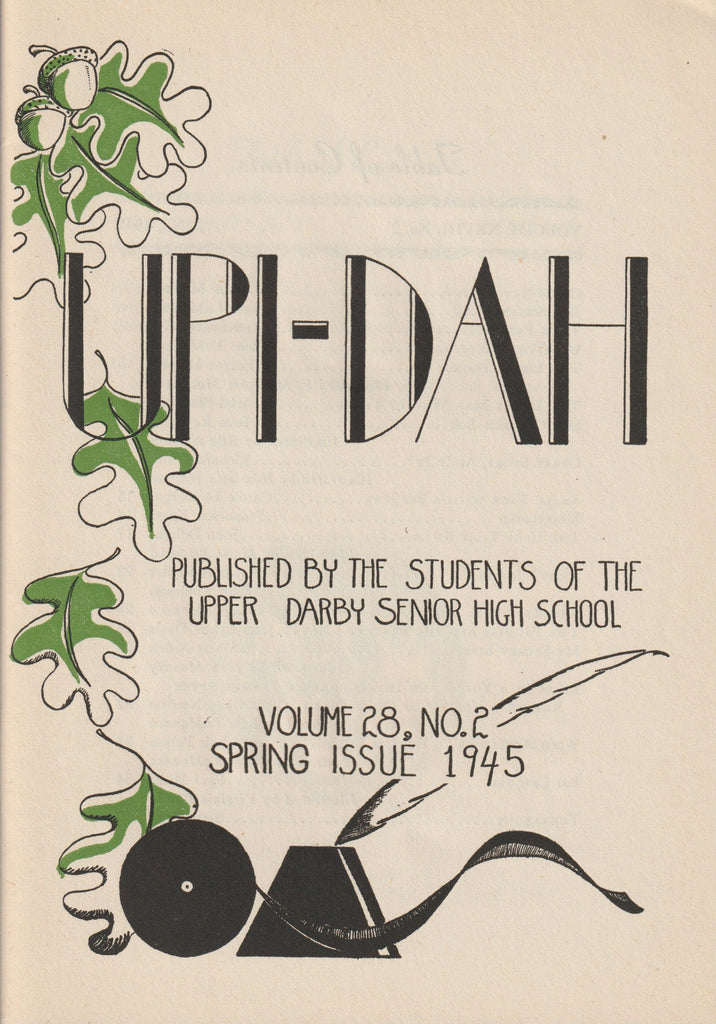 UPI-DAH
PUBLISHED BY THE STUDENTS OF THE
UPPER DARBY SENIOR HIGH SCHOOL
VOLUME 28, NO. 2
SPRING ISSUE 1945